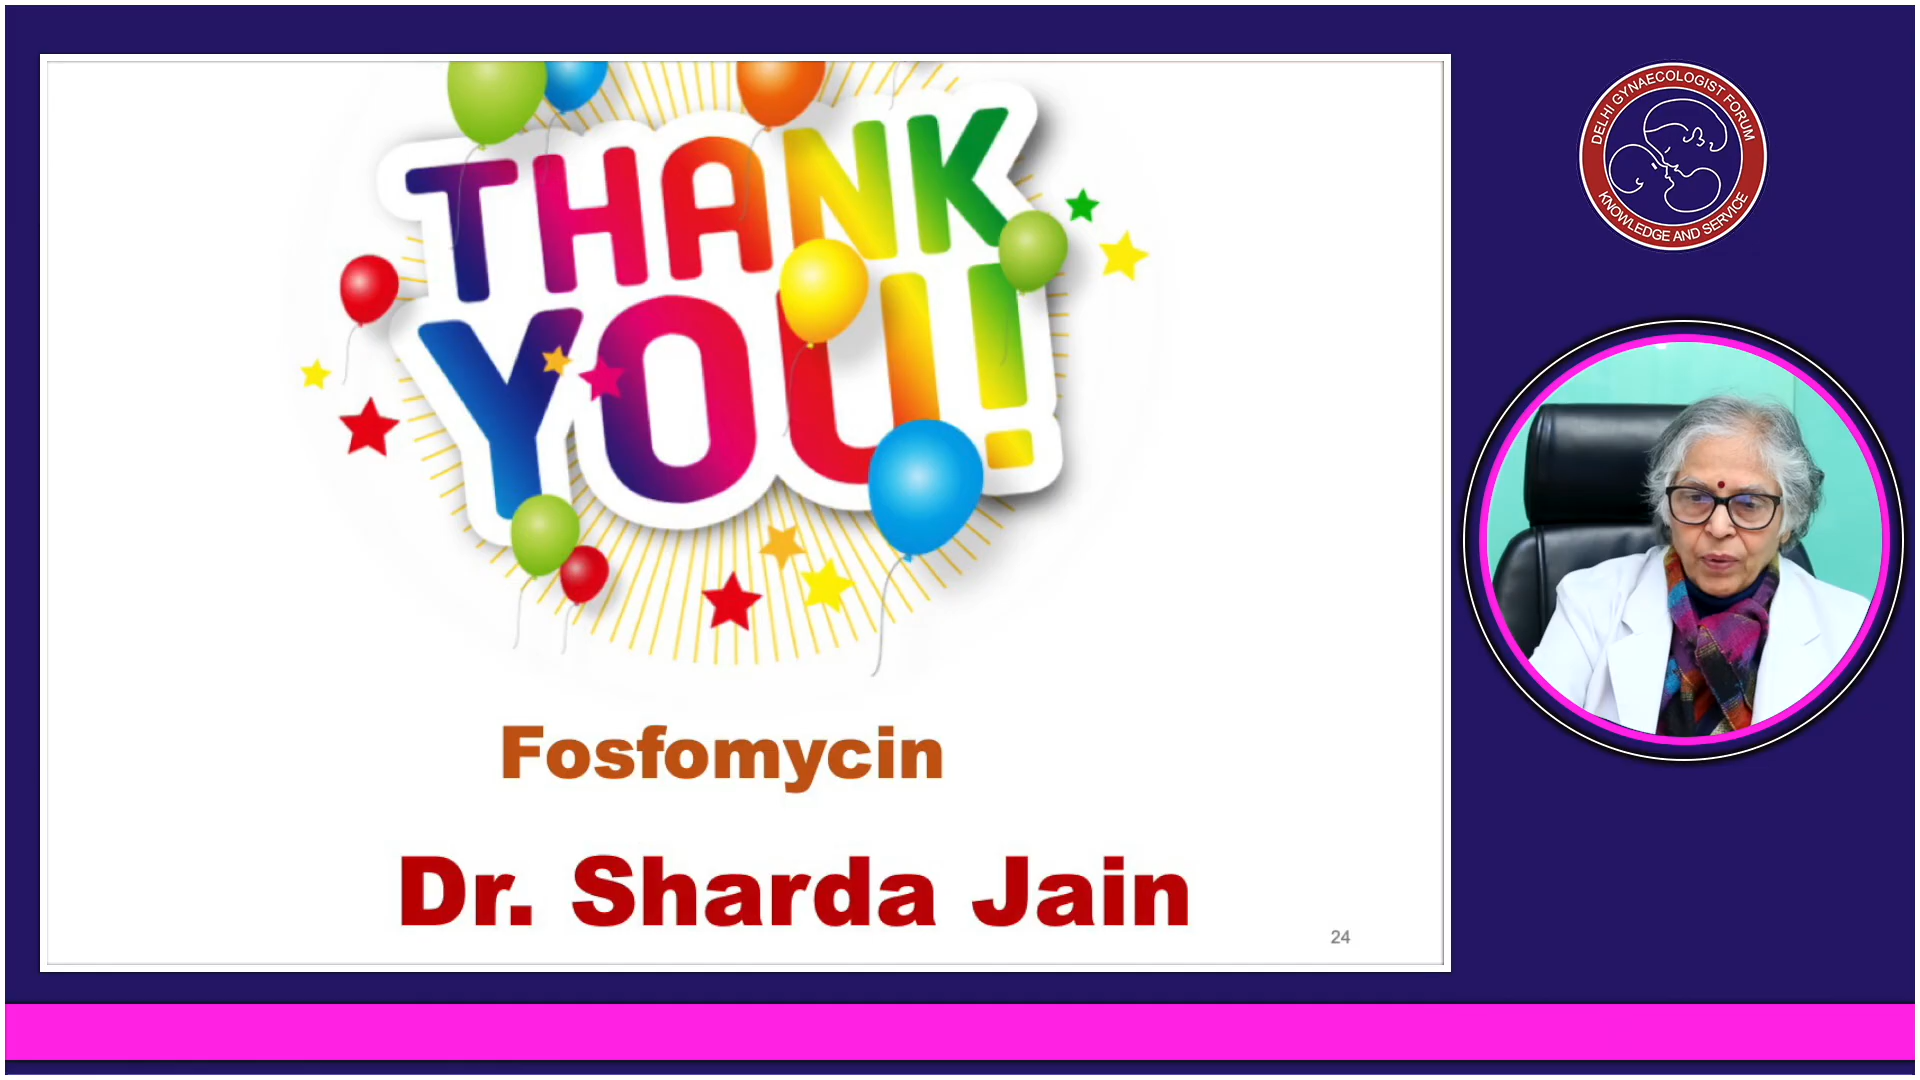 THANK
YOU!
Fosfomycin
Dr. Sharda Jain
24
DELHI GYNAECOLOGIST FORUM
KNOWLEDGE AND SERVICE